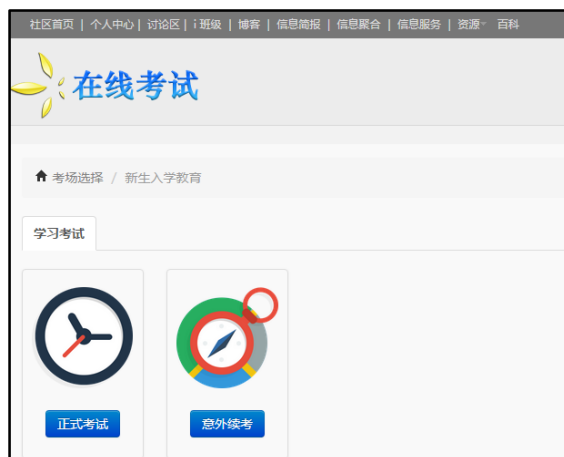 社区首页 | 个人中心 | 讨论区 | i 班级 | 博客 | 信息简报 | 信息聚合 | 信息服务 | 资源 百科
在线考试
考场选择 / 新生入学教育
学习考试
正式考试 意外续考